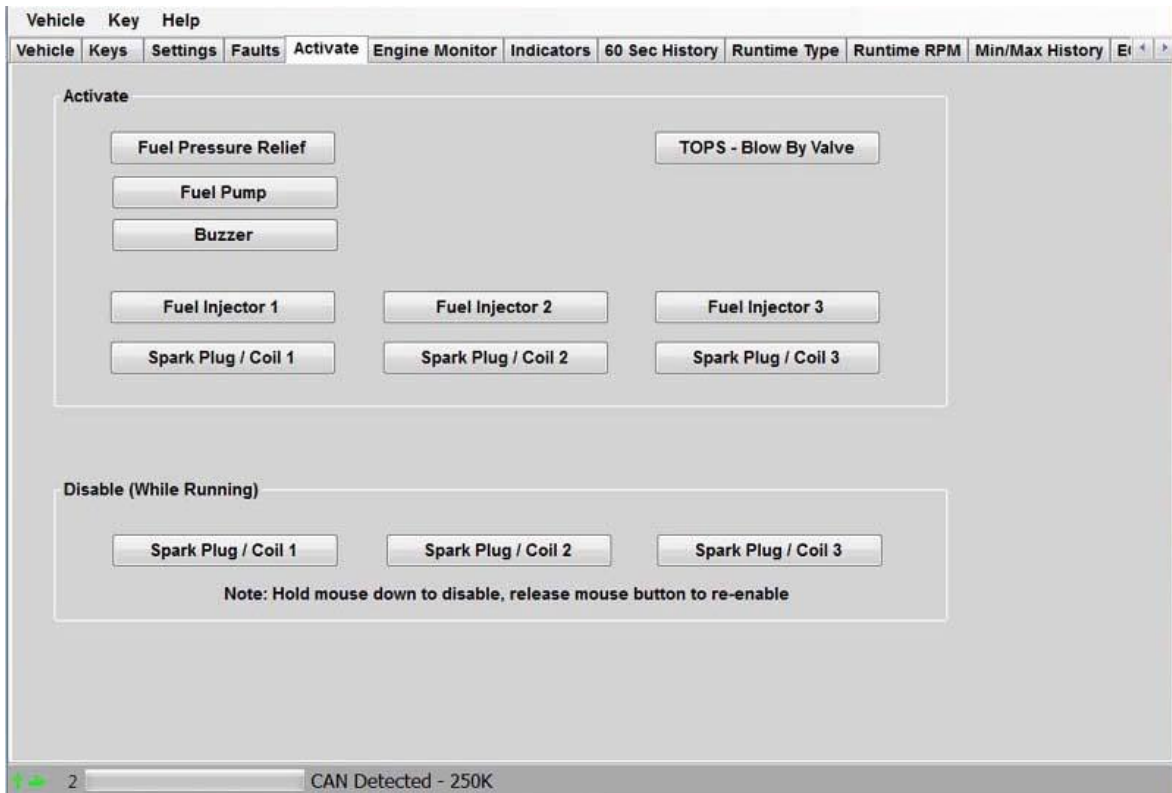 Vehicle Key Help
Vehicle Keys Settings Faults Activate Engine Monitor Indicators 60 Sec History Runtime Type Runtime RPM Min/Max History
Activate
Fuel Pressure Relief TOPS - Blow By Valve
Fuel Pump
Buzzer
Fuel Injector 1 Fuel Injector 2 Fuel Injector 3
Spark Plug / Coil 1 Spark Plug / Coil 2 Spark Plug / Coil 3
Disable (While Running)
Spark Plug / Coil 1 Spark Plug / Coil 2 Spark Plug / Coil 3
Note: Hold mouse down to disable, release mouse button to re-enable
2 CAN Detected - 250K